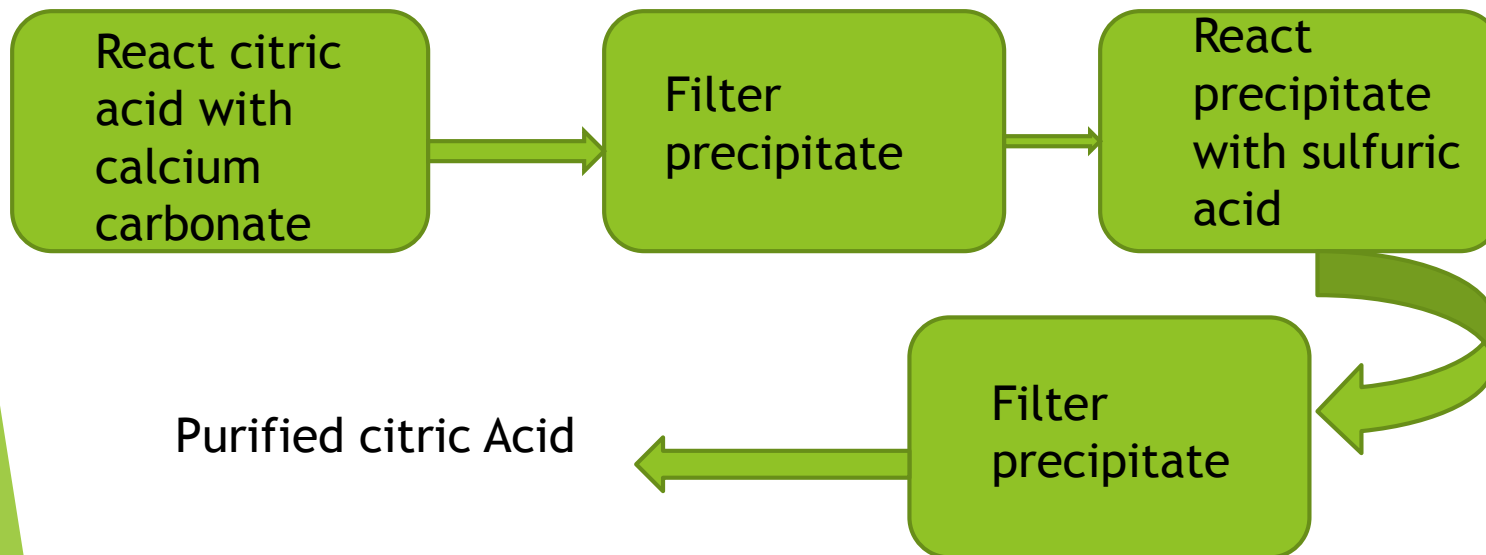 React citric
acid with
calcium
carbonate
Filter
precipitate
React
precipitate
with sulfuric
acid
Filter
precipitate
Purified citric Acid